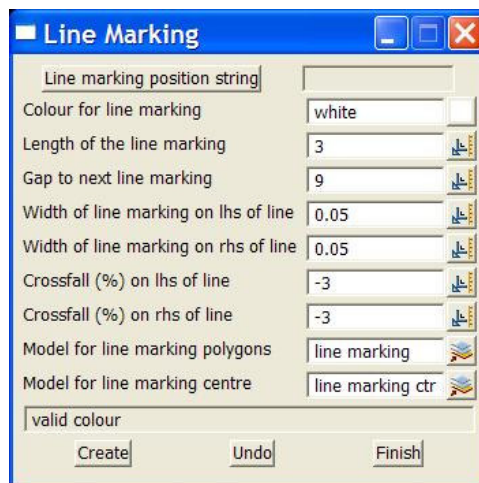 Line Marking
Line marking position string
Colour for line marking white
Length of the line marking 3
Gap to next line marking 9
Width of line marking on lhs of line 0.05
Width of line marking on rhs of line 0.05
Crossfall (%) on lhs of line -3
Crossfall (%) on rhs of line -3
Model for line marking polygons line marking
Model for line marking centre line marking ctr
valid colour
Create Undo Finish